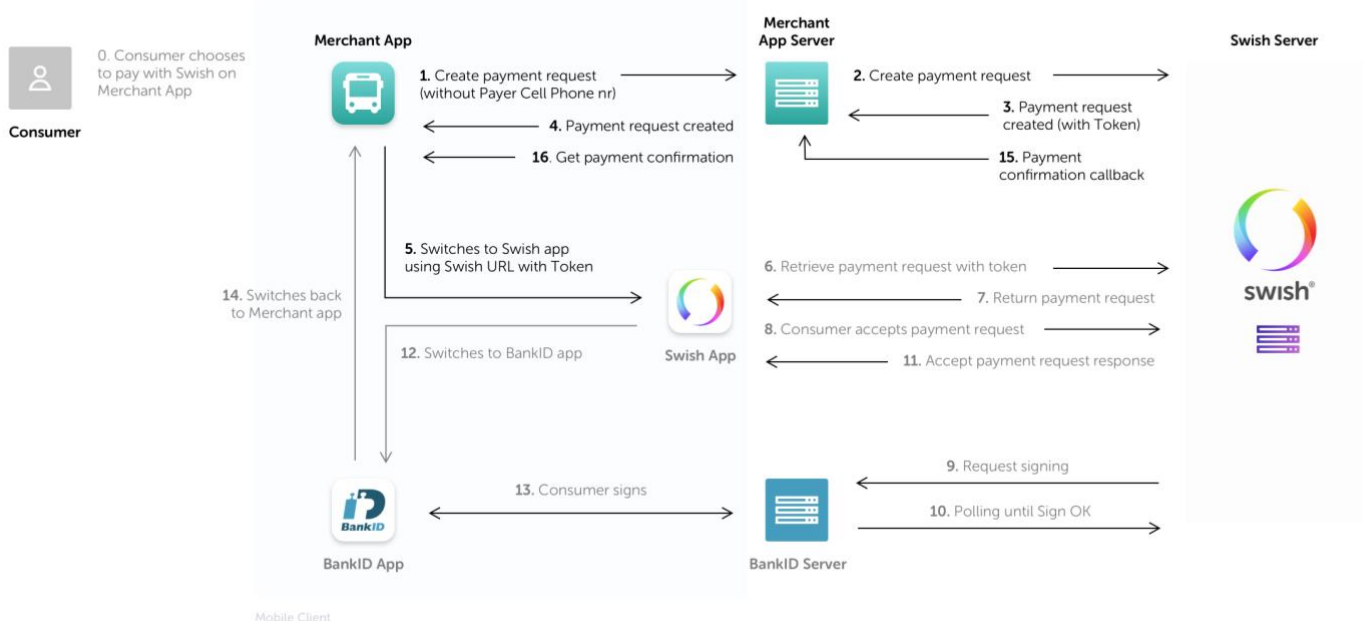 Merchant App
Merchant
App Server
Swish Server
0. Consumer chooses
to pay with Swish on
Merchant App
Consumer
1. Create payment request
(without Payer Cell Phone nr)
2. Create payment request
3. Payment request
created (with Token)
4. Payment request created
16. Get payment confirmation
15. Payment
confirmation callback
5. Switches to Swish app
using Swish URL with Token
6. Retrieve payment request with token
7. Return payment request
swish®
14. Switches back
to Merchant app
8. Consumer accepts payment request
12. Switches to BankID app
Swish App
11. Accept payment request response
9. Request signing
13. Consumer signs
10. Polling until Sign OK
BankID
BankID App
BankID Server
Mobile Client